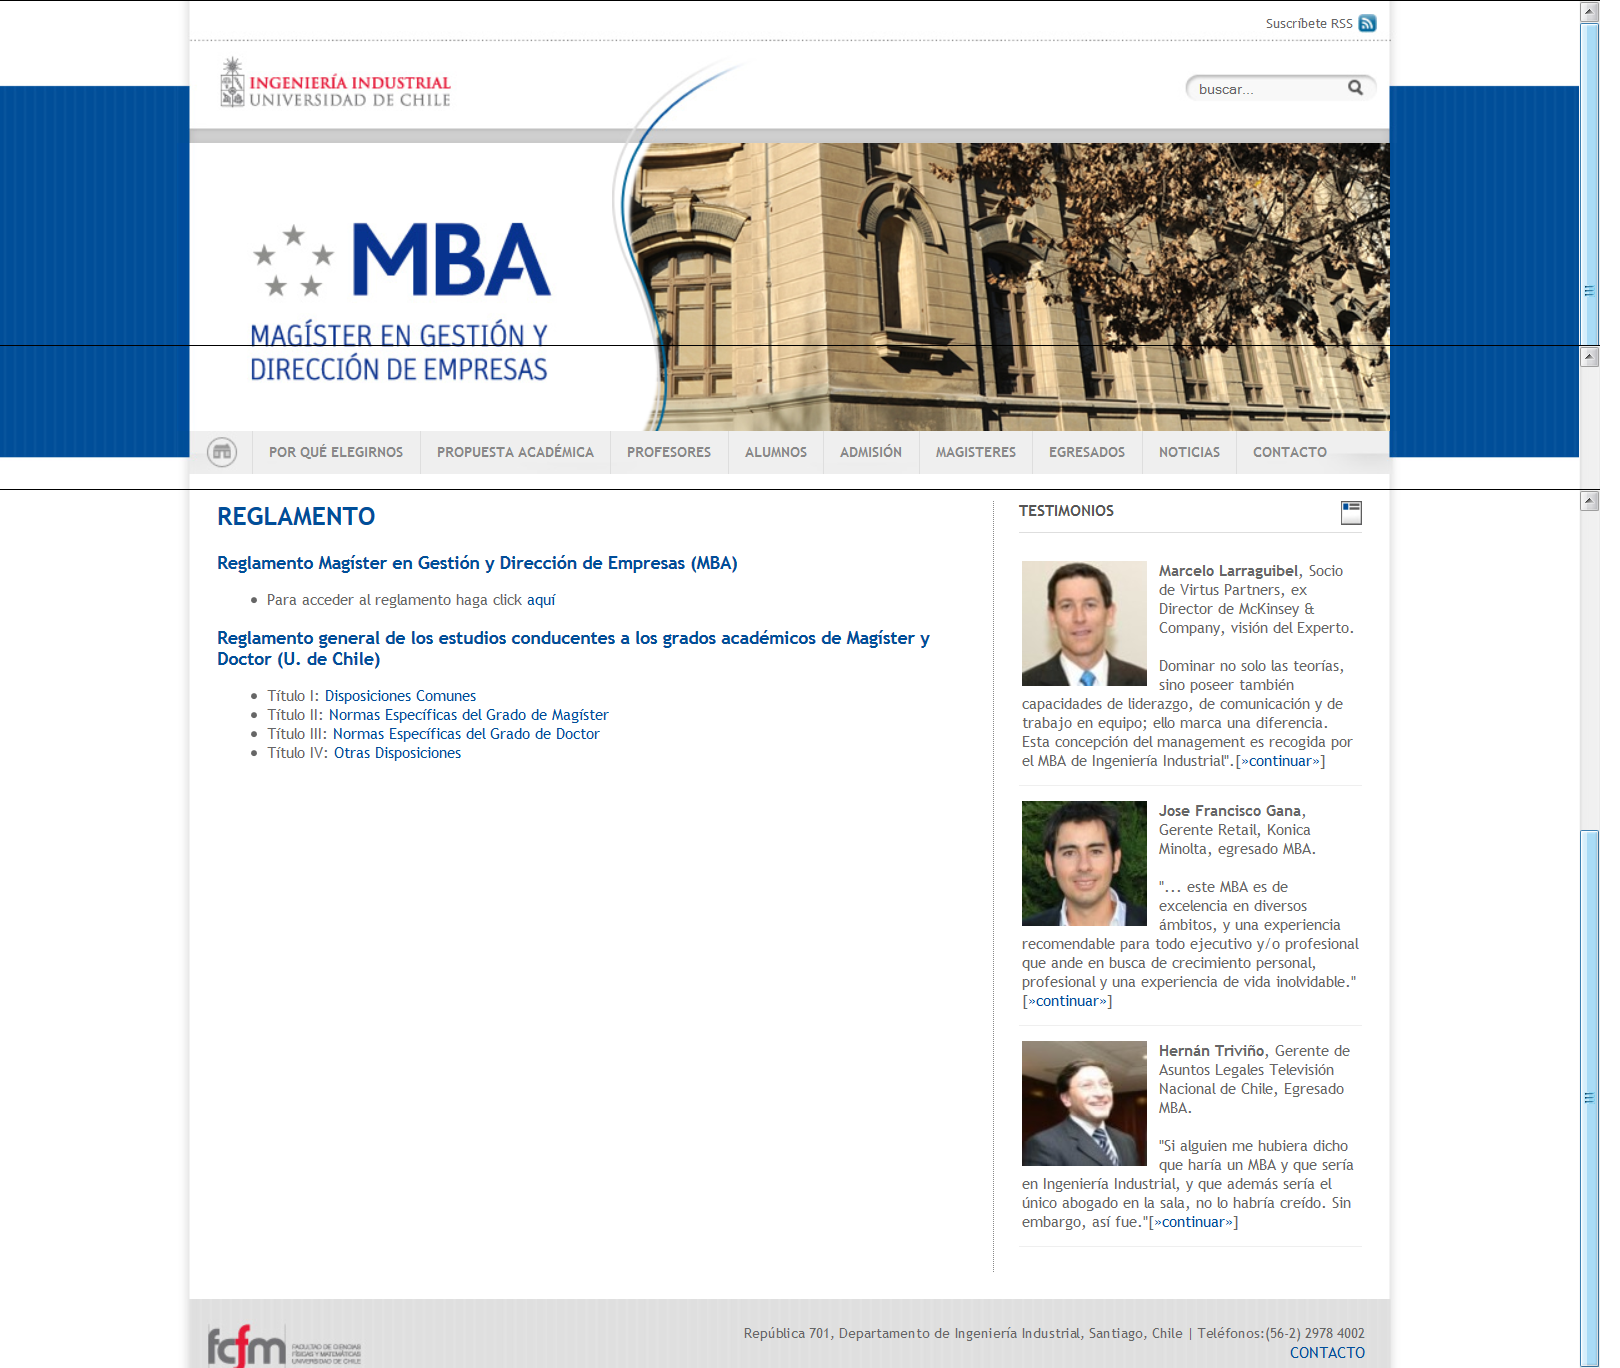 Suscríbete RSS
INGENIERÍA INDUSTRIAL
UNIVERSIDAD DE CHILE
buscar...
MBA
MAGÍSTER EN GESTIÓN Y
DIRECCIÓN DE EMPRESAS
POR QUÉ ELEGIRNOS PROPUESTA ACADÉMICA PROFESORES ALUMNOS ADMISIÓN MAGISTERES EGRESADOS NOTICIAS CONTACTO
REGLAMENTO
Reglamento Magíster en Gestión y Dirección de Empresas (MBA)
• Para acceder al reglamento haga click aquí
Reglamento general de los estudios conducentes a los grados académicos de Magíster y
Doctor (U. de Chile)
• Título I: Disposiciones Comunes
• Título II: Normas Específicas del Grado de Magíster
• Título III: Normas Específicas del Grado de Doctor
• Título IV: Otras Disposiciones
TESTIMONIOS
Marcelo Larraguibel, Socio
de Virtus Partners, ex
Director de McKinsey &
Company, visión del Experto.
Dominar no solo las teorías,
sino poseer también
capacidades de liderazgo, de comunicación y de
trabajo en equipo; ello marca una diferencia.
Esta concepción del management es recogida por
el MBA de Ingeniería Industrial".[»continuar»]
Jose Francisco Gana,
Gerente Retail, Konica
Minolta, egresado MBA.
"... este MBA es de
excelencia en diversos
ámbitos, y una experiencia
recomendable para todo ejecutivo y/o profesional
que ande en busca de crecimiento personal,
profesional y una experiencia de vida inolvidable."
[»continuar»]
Hernán Triviño, Gerente de
Asuntos Legales Televisión
Nacional de Chile, Egresado
MBA.
"Si alguien me hubiera dicho
que haría un MBA y que sería
en Ingeniería Industrial, y que además sería el
único abogado en la sala, no lo habría creído. Sin
embargo, así fue."[»continuar»]
fcfm
FACULTAD DE CIENCIAS
FÍSICAS Y MATEMÁTICAS
UNIVERSIDAD DE CHILE
República 701, Departamento de Ingeniería Industrial, Santiago, Chile | Teléfonos:(56-2) 2978 4002
CONTACTO